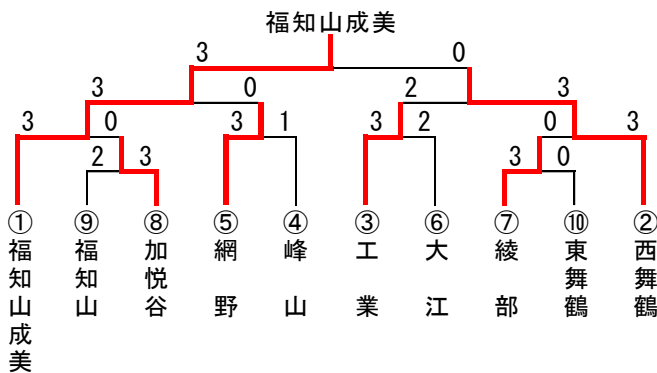 福知山成美
3 0
3 0 2 3
3 0 3 1 3 2 0 3
2 3 3 0
① ⑨ ⑧ ⑤ ④ ③ ⑥ ⑦ ⑩ ②
福知山成美
福知山
加悦谷
網野
峰山
工業
大江
綾部
東舞鶴
西舞鶴